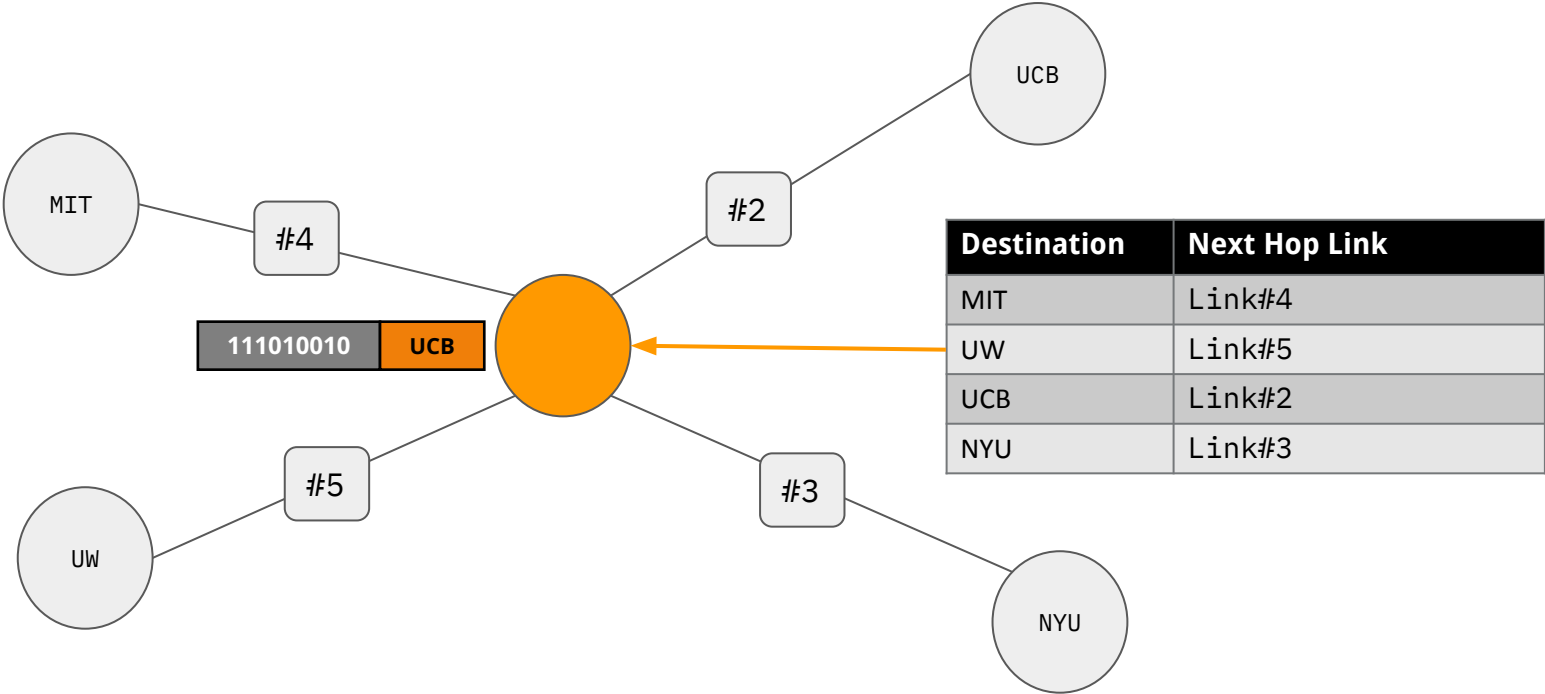 UCB
MIT
#4
#2
111010010 UCB
Destination Next Hop Link
MIT Link#4
UW Link#5
UCB Link#2
NYU Link#3
#5
#3
UW
NYU